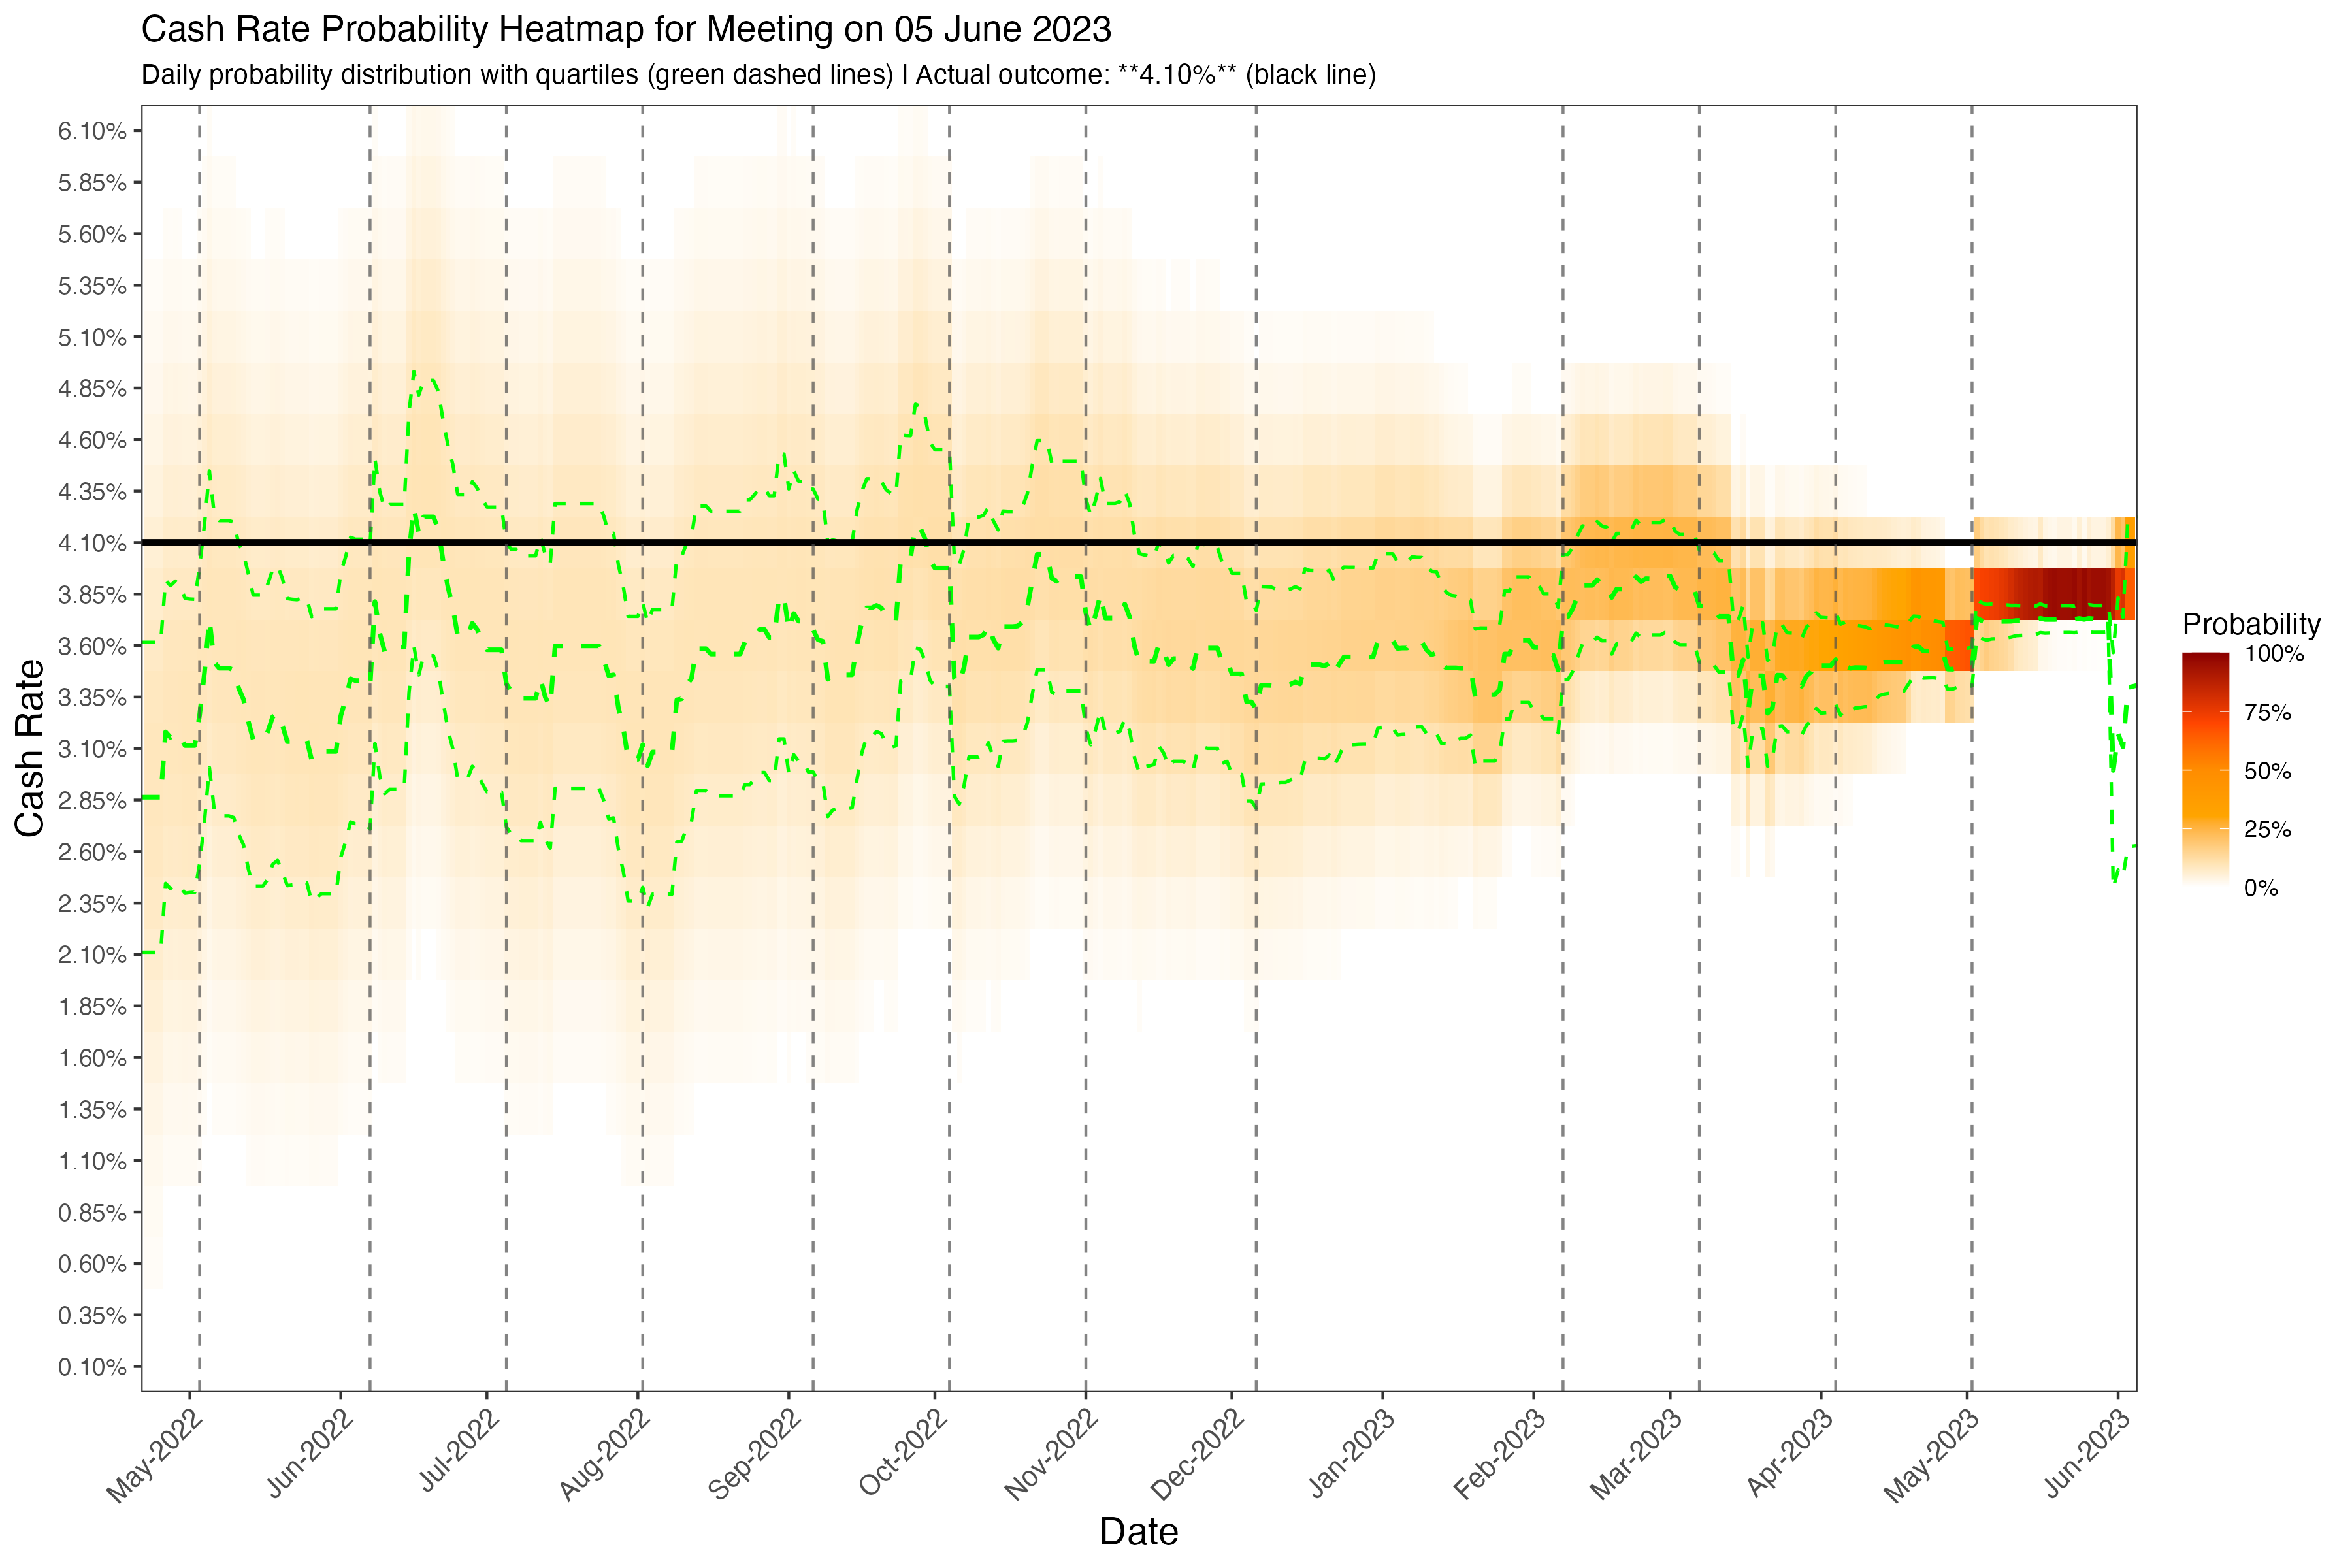 Cash Rate Probability Heatmap for Meeting on 05 June 2023
Daily probability distribution with quartiles (green dashed lines) | Actual outcome: **4.10%** (black line)
Cash Rate
6.10%
5.85%
5.60%
5.35%
5.10%
4.85%
4.60%
4.35%
4.10%
3.85%
3.60%
3.35%
3.10%
2.85%
2.60%
2.35%
2.10%
1.85%
1.60%
1.35%
1.10%
0.85%
0.60%
0.35%
0.10%
May-2022
Jun-2022
Jul-2022
Aug-2022
Sep-2022
Oct-2022
Nov-2022
Dec-2022
Jan-2023
Feb-2023
Mar-2023
Apr-2023
May-2023
Jun-2023
Date
Probability
100%
75%
50%
25%
0%